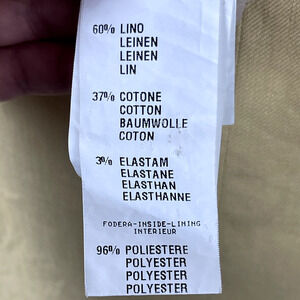 60% LINO
LEINEN
LEINEN
LIN
37% COTONE
COTTON
BAUMWOLLE
COTON
3% ELASTAM
ELASTANE
ELASTHAN
ELASTHANNE
FODERA-INSIDE-LINING
INTERIEUR
96% POLIESTERE
POLYESTER
POLYESTER
POLYESTER